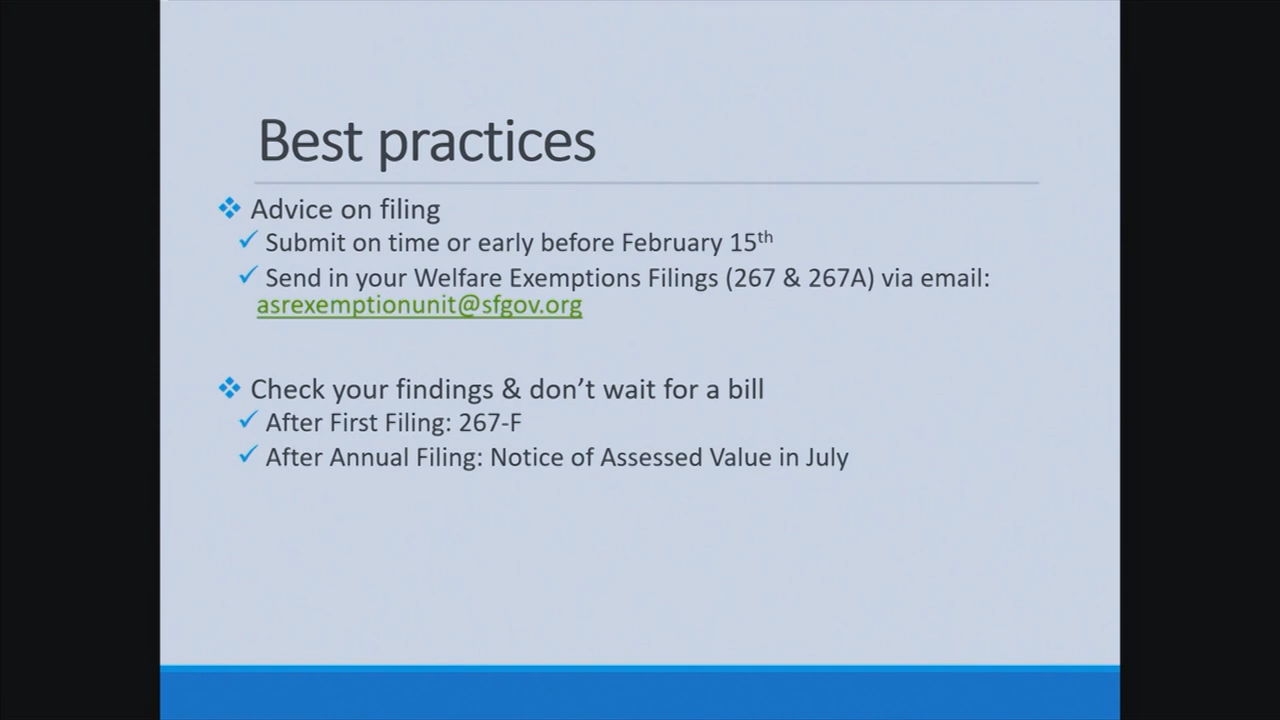 Best practices
Advice on filing
Submit on time or early before February 15th
Send in your Welfare Exemptions Filings (267 & 267A) via email:
asrexemptionunit@sfgov.org
Check your findings & don’t wait for a bill
After First Filing: 267-F
After Annual Filing: Notice of Assessed Value in July